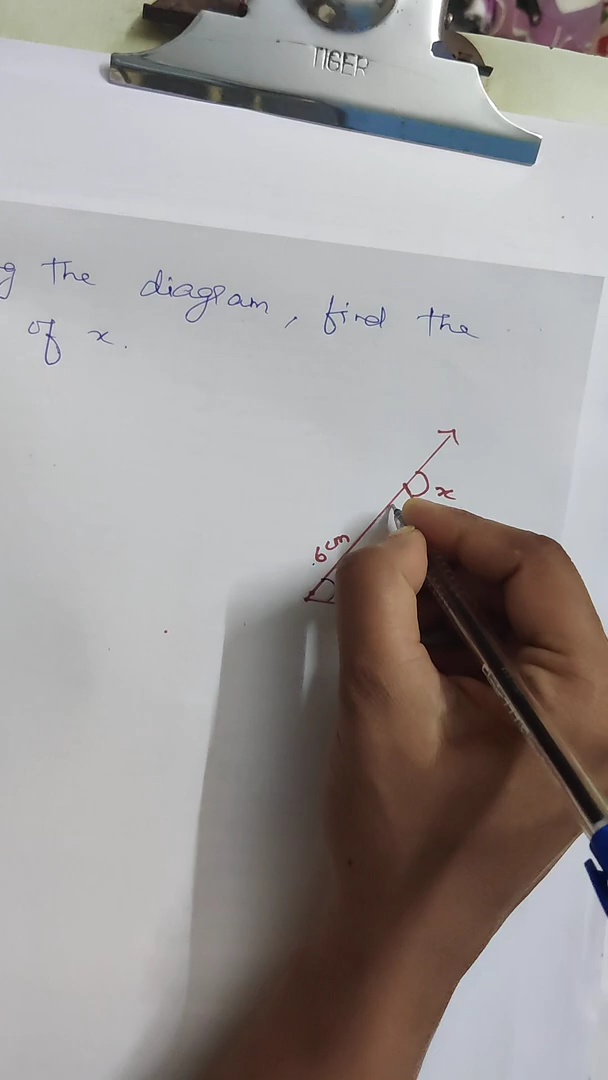 TIGER
g the diagram, find the
of x.
x
6cm